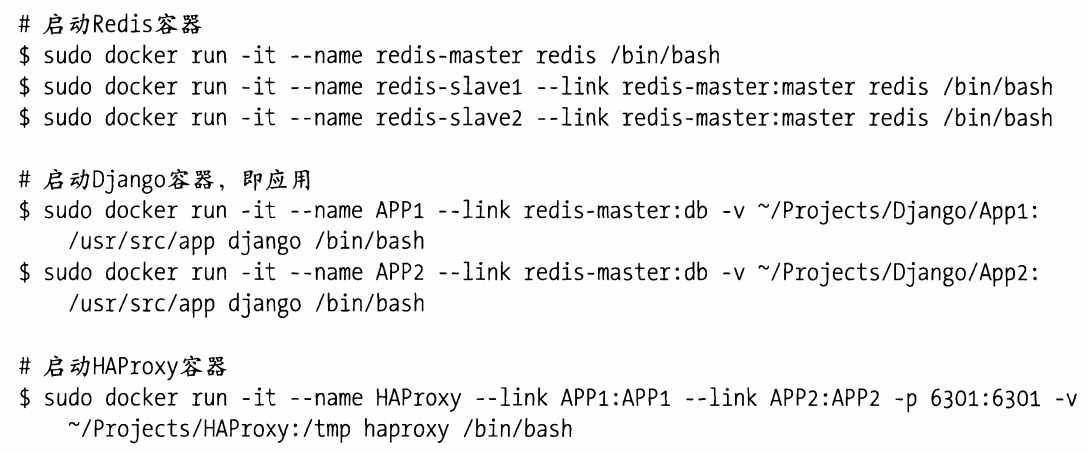 # 启动Redis容器
$ sudo docker run -it --name redis-master redis /bin/bash
$ sudo docker run -it --name redis-slave1 --link redis-master:master redis /bin/bash
$ sudo docker run -it --name redis-slave2 --link redis-master:master redis /bin/bash
# 启动Django容器，即应用
$ sudo docker run -it --name APP1 --link redis-master:db -v ~/Projects/Django/App1:
/usr/src/app django /bin/bash
$ sudo docker run -it --name APP2 --link redis-master:db -v ~/Projects/Django/App2:
/usr/src/app django /bin/bash
# 启动HAProxy容器
$ sudo docker run -it --name HAProxy --link APP1:APP1 --link APP2:APP2 -p 6301:6301 -v
~/Projects/HAProxy:/tmp haproxy /bin/bash